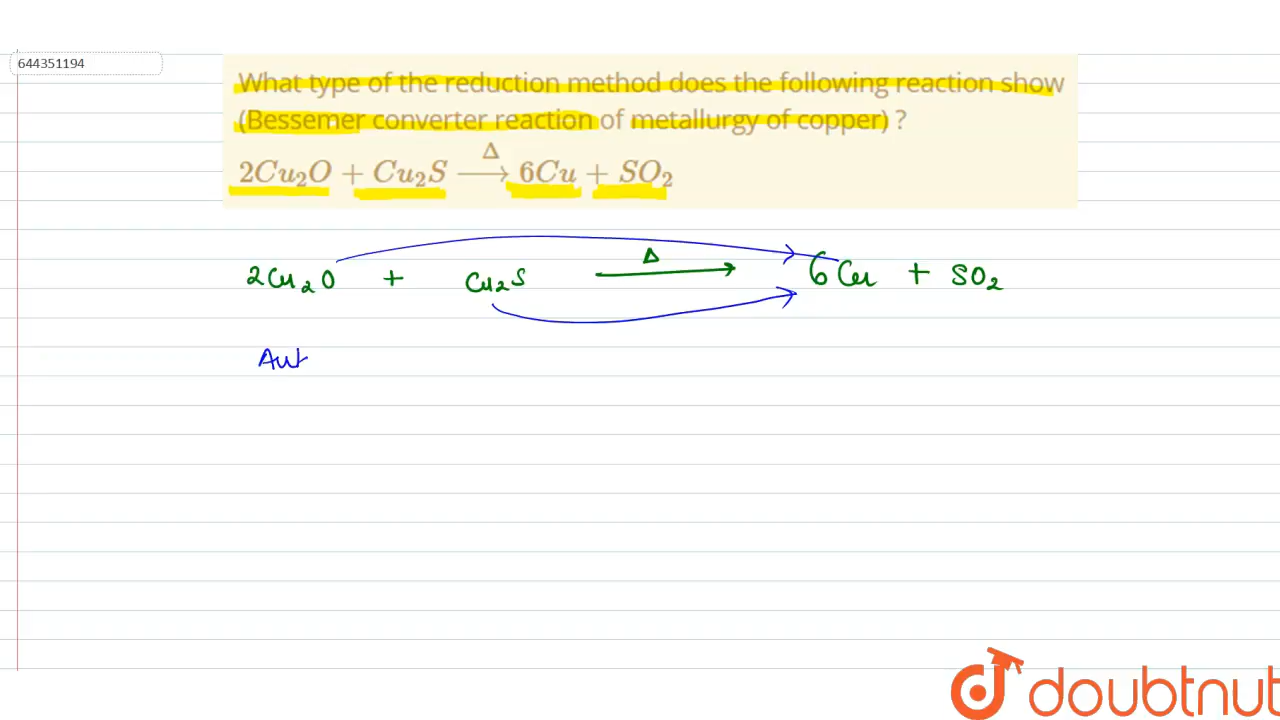 644351194
What type of the reduction method does the following reaction show
(Bessemer converter reaction of metallurgy of copper) ?
2Cu₂O + Cu₂S —Δ→ 6Cu + SO₂
2Cu₂O + Cu₂S —Δ→ 6Cu + SO₂
Aut
doubtnut